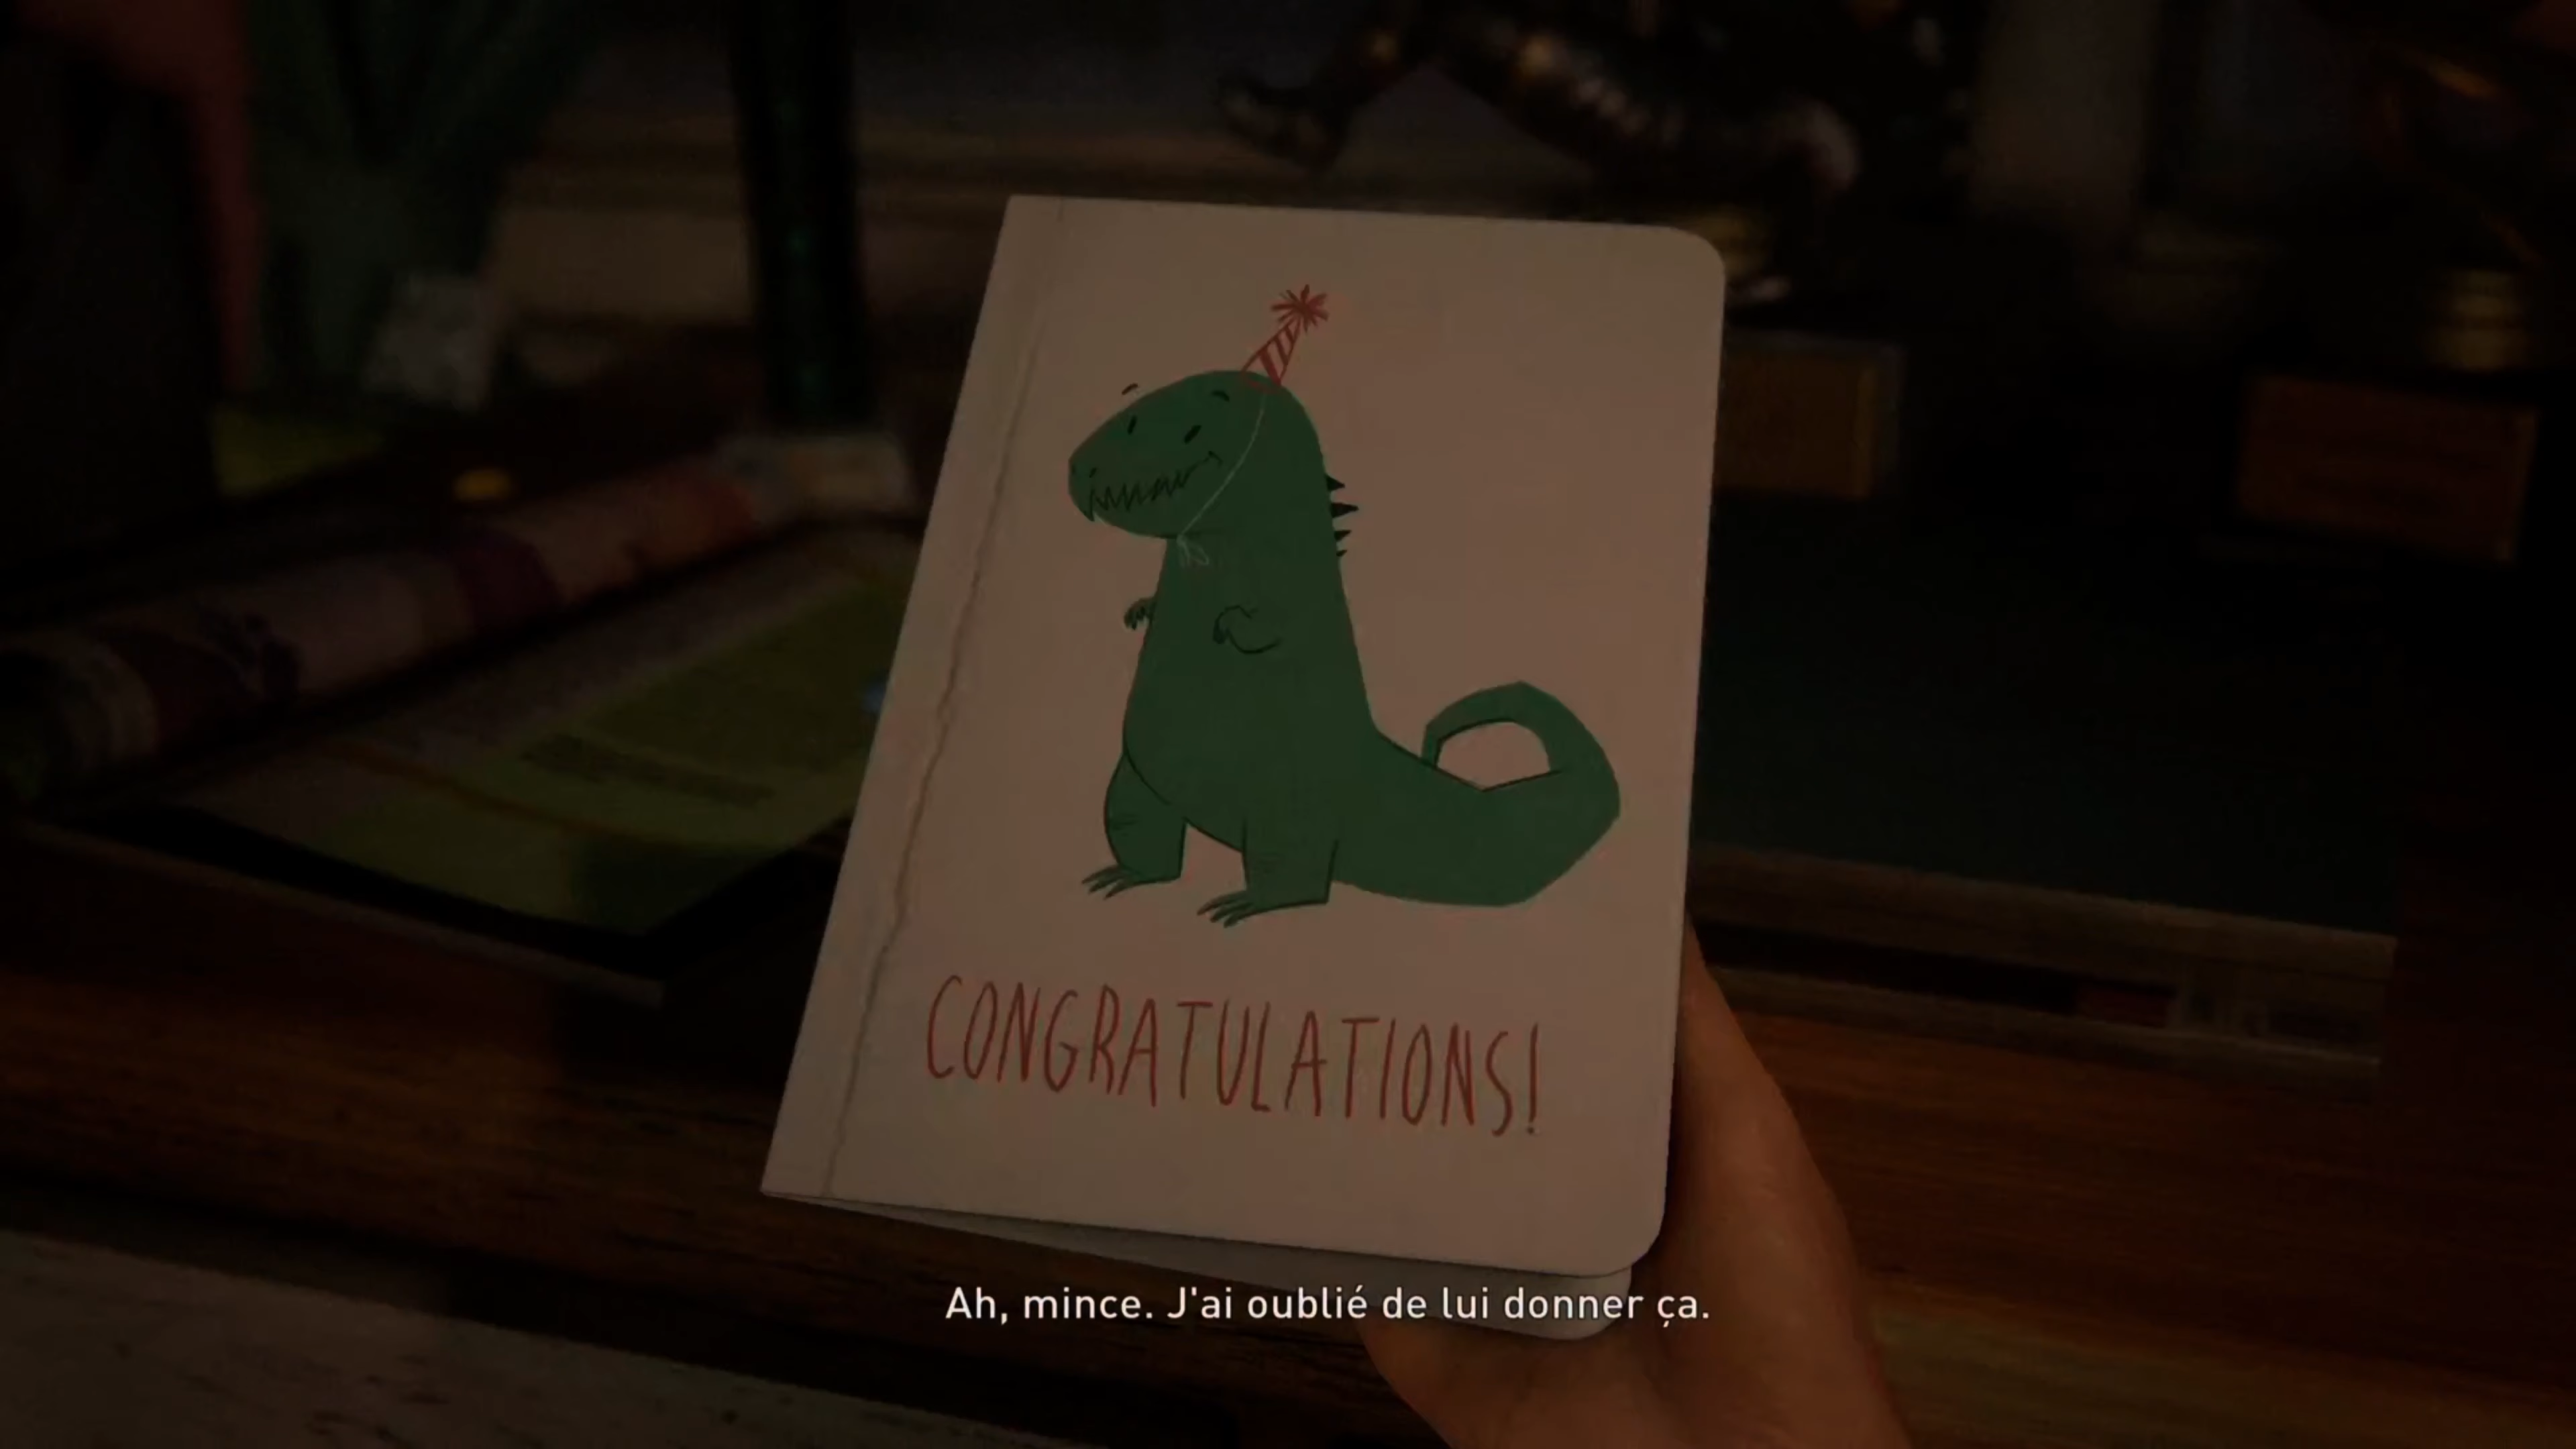 CONGRATULATIONS!
Ah, mince. J'ai oublié de lui donner ça.